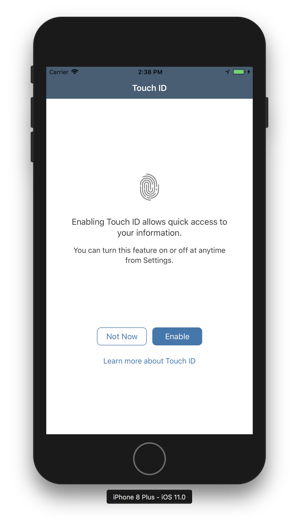 Carrier 2:38 PM
Touch ID
Enabling Touch ID allows quick access to
your information.
You can turn this feature on or off at anytime
from Settings.
Not Now Enable
Learn more about Touch ID
iPhone 8 Plus - iOS 11.0